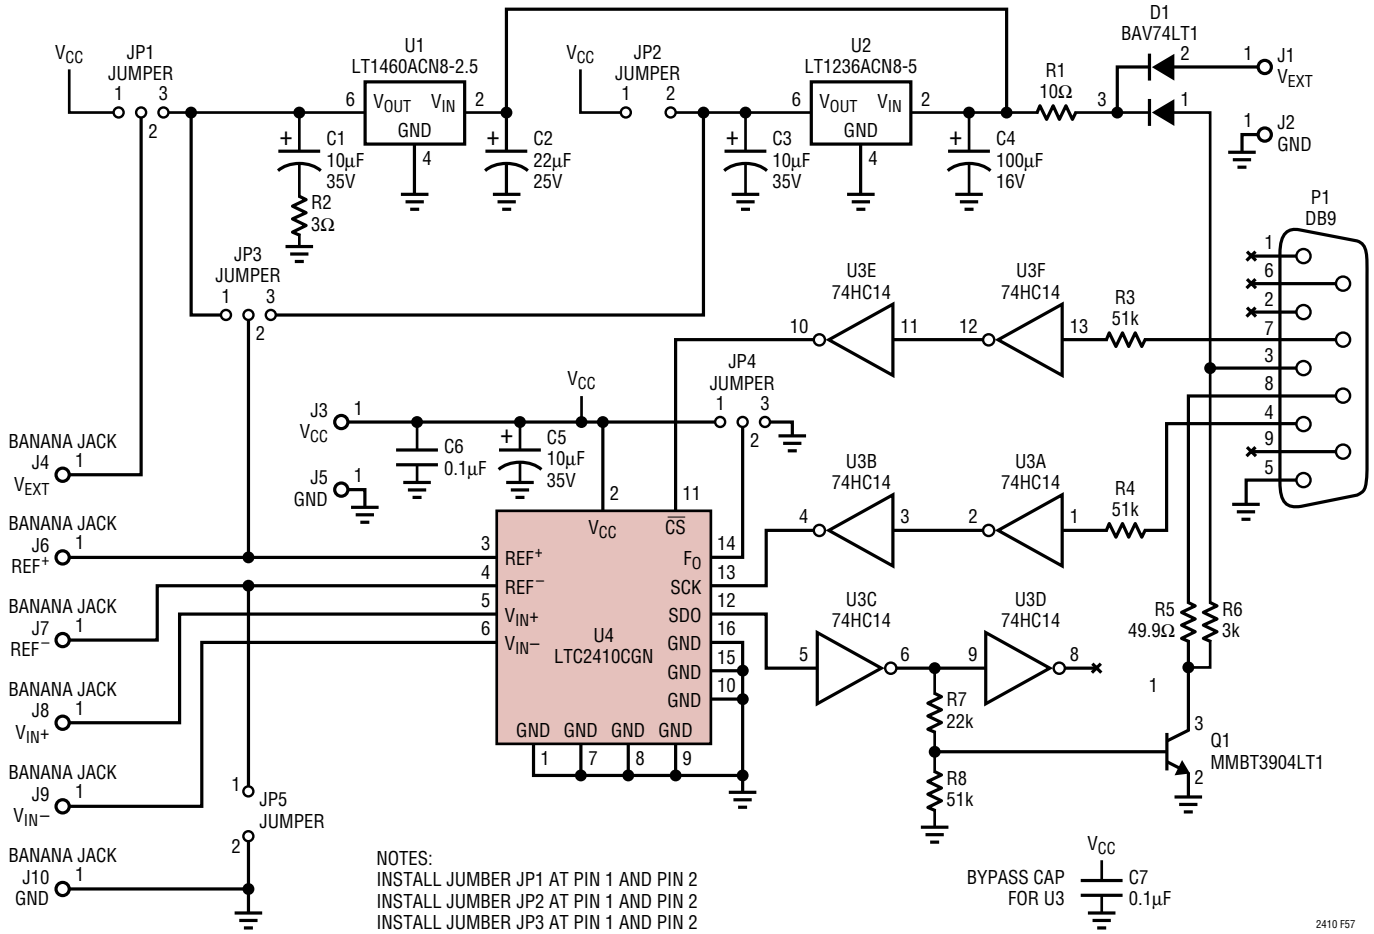 VCC
JP1
JUMPER
1
2
3
U1
LT1460ACN8-2.5
6
VOUT
VIN
GND
2
4
+
C1
10µF
35V
R2
3Ω
+
C2
22µF
25V
VCC
JP2
JUMPER
1
2
U2
LT1236ACN8-5
6
VOUT
VIN
GND
2
4
+
C3
10µF
35V
+
C4
100µF
16V
R1
10Ω
D1
BAV74LT1
3
2
1
1
J1
VEXT
1
J2
GND
P1
DB9
1
6
2
7
3
8
4
9
5
JP3
JUMPER
1
2
3
U3E
74HC14
10
11
U3F
74HC14
12
13
R3
51k
JP4
JUMPER
1
2
3
VCC
J3
1
VCC
J5
1
GND
C6
0.1µF
+
C5
10µF
35V
U3B
74HC14
4
3
U3A
74HC14
2
1
R4
51k
BANANA JACK
J4
1
VEXT
BANANA JACK
J6
1
REF+
BANANA JACK
J7
1
REF−
BANANA JACK
J8
1
VIN+
BANANA JACK
J9
1
VIN−
BANANA JACK
J10
1
GND
2
11
VCC
CS
3
REF+
4
REF−
5
VIN+
6
VIN−
U4
LTC2410CGN
FO
14
SCK
13
SDO
12
GND
16
GND
15
GND
10
GND
GND
GND
GND
1
7
8
9
U3C
74HC14
5
6
U3D
74HC14
9
8
R5
49.9Ω
R6
3k
R7
22k
R8
51k
1
3
Q1
MMBT3904LT1
2
1
JP5
JUMPER
2
NOTES:
INSTALL JUMBER JP1 AT PIN 1 AND PIN 2
INSTALL JUMBER JP2 AT PIN 1 AND PIN 2
INSTALL JUMBER JP3 AT PIN 1 AND PIN 2
VCC
BYPASS CAP
FOR U3
C7
0.1µF
2410 F57